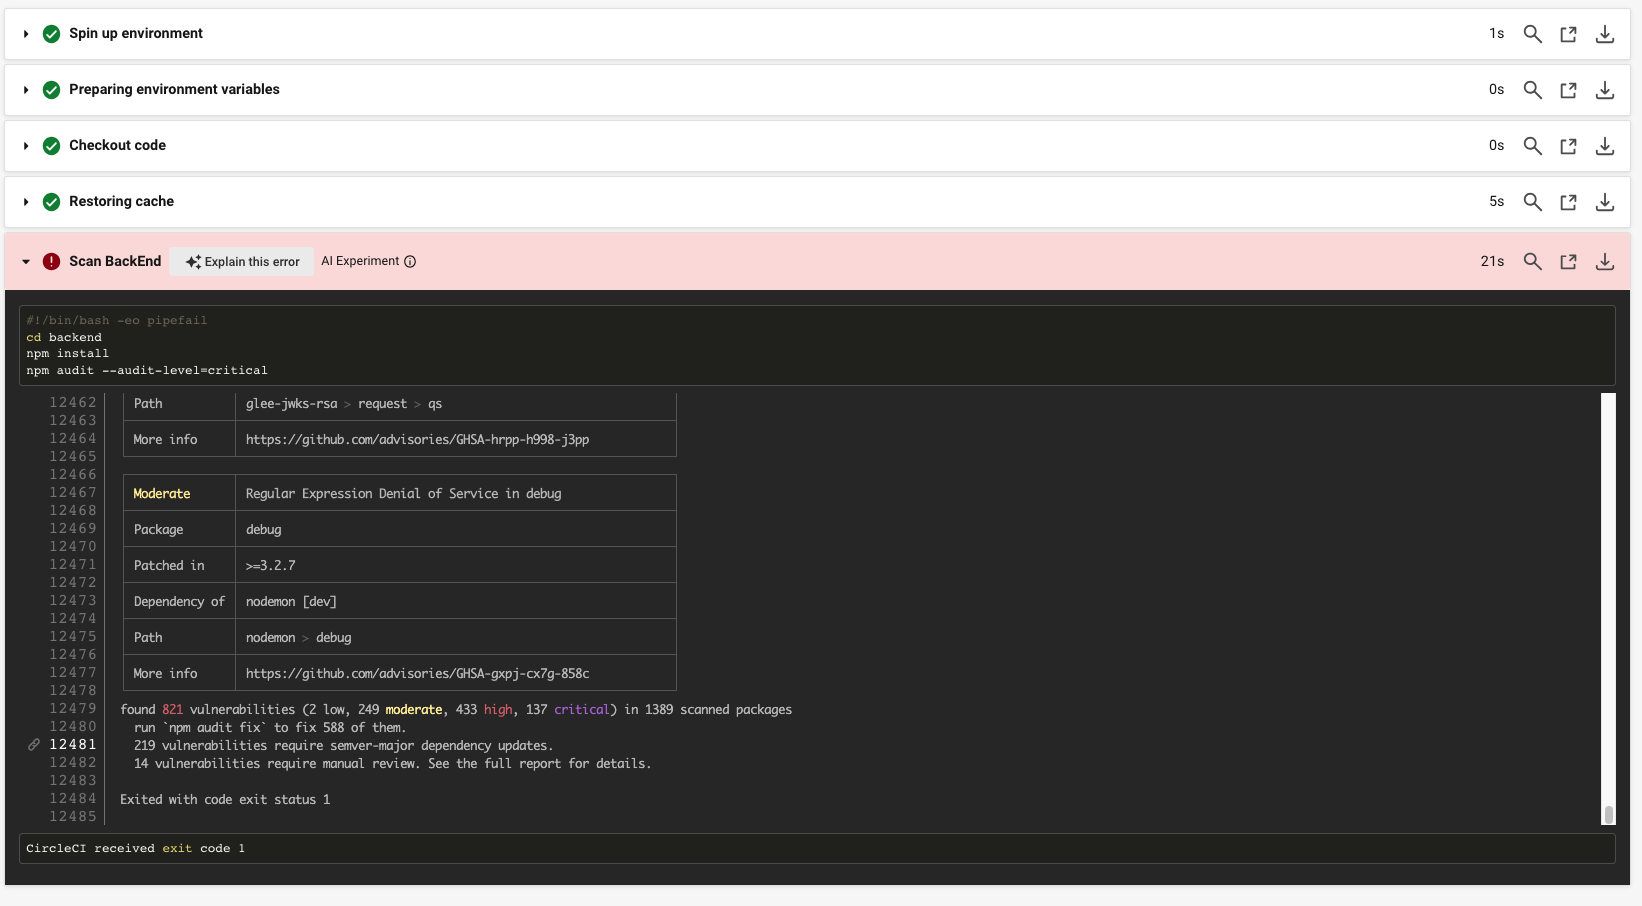 Spin up environment 1s
Preparing environment variables 0s
Checkout code 0s
Restoring cache 5s
Scan BackEnd Explain this error AI Experiment 21s
#!/bin/bash -eo pipefail
cd backend
npm install
npm audit --audit-level=critical
12462 Path glee-jwks-rsa > request > qs
12463
12464 More info https://github.com/advisories/GHSA-hrpp-h998-j3pp
12465
12466
12467 Moderate Regular Expression Denial of Service in debug
12468
12469 Package debug
12470
12471 Patched in >=3.2.7
12472
12473 Dependency of nodemon [dev]
12474
12475 Path nodemon > debug
12476
12477 More info https://github.com/advisories/GHSA-gxpj-cx7g-858c
12478
12479 found 821 vulnerabilities (2 low, 249 moderate, 433 high, 137 critical) in 1389 scanned packages
12480 run `npm audit fix` to fix 588 of them.
12481 219 vulnerabilities require semver-major dependency updates.
12482 14 vulnerabilities require manual review. See the full report for details.
12483
12484 Exited with code exit status 1
12485
CircleCI received exit code 1